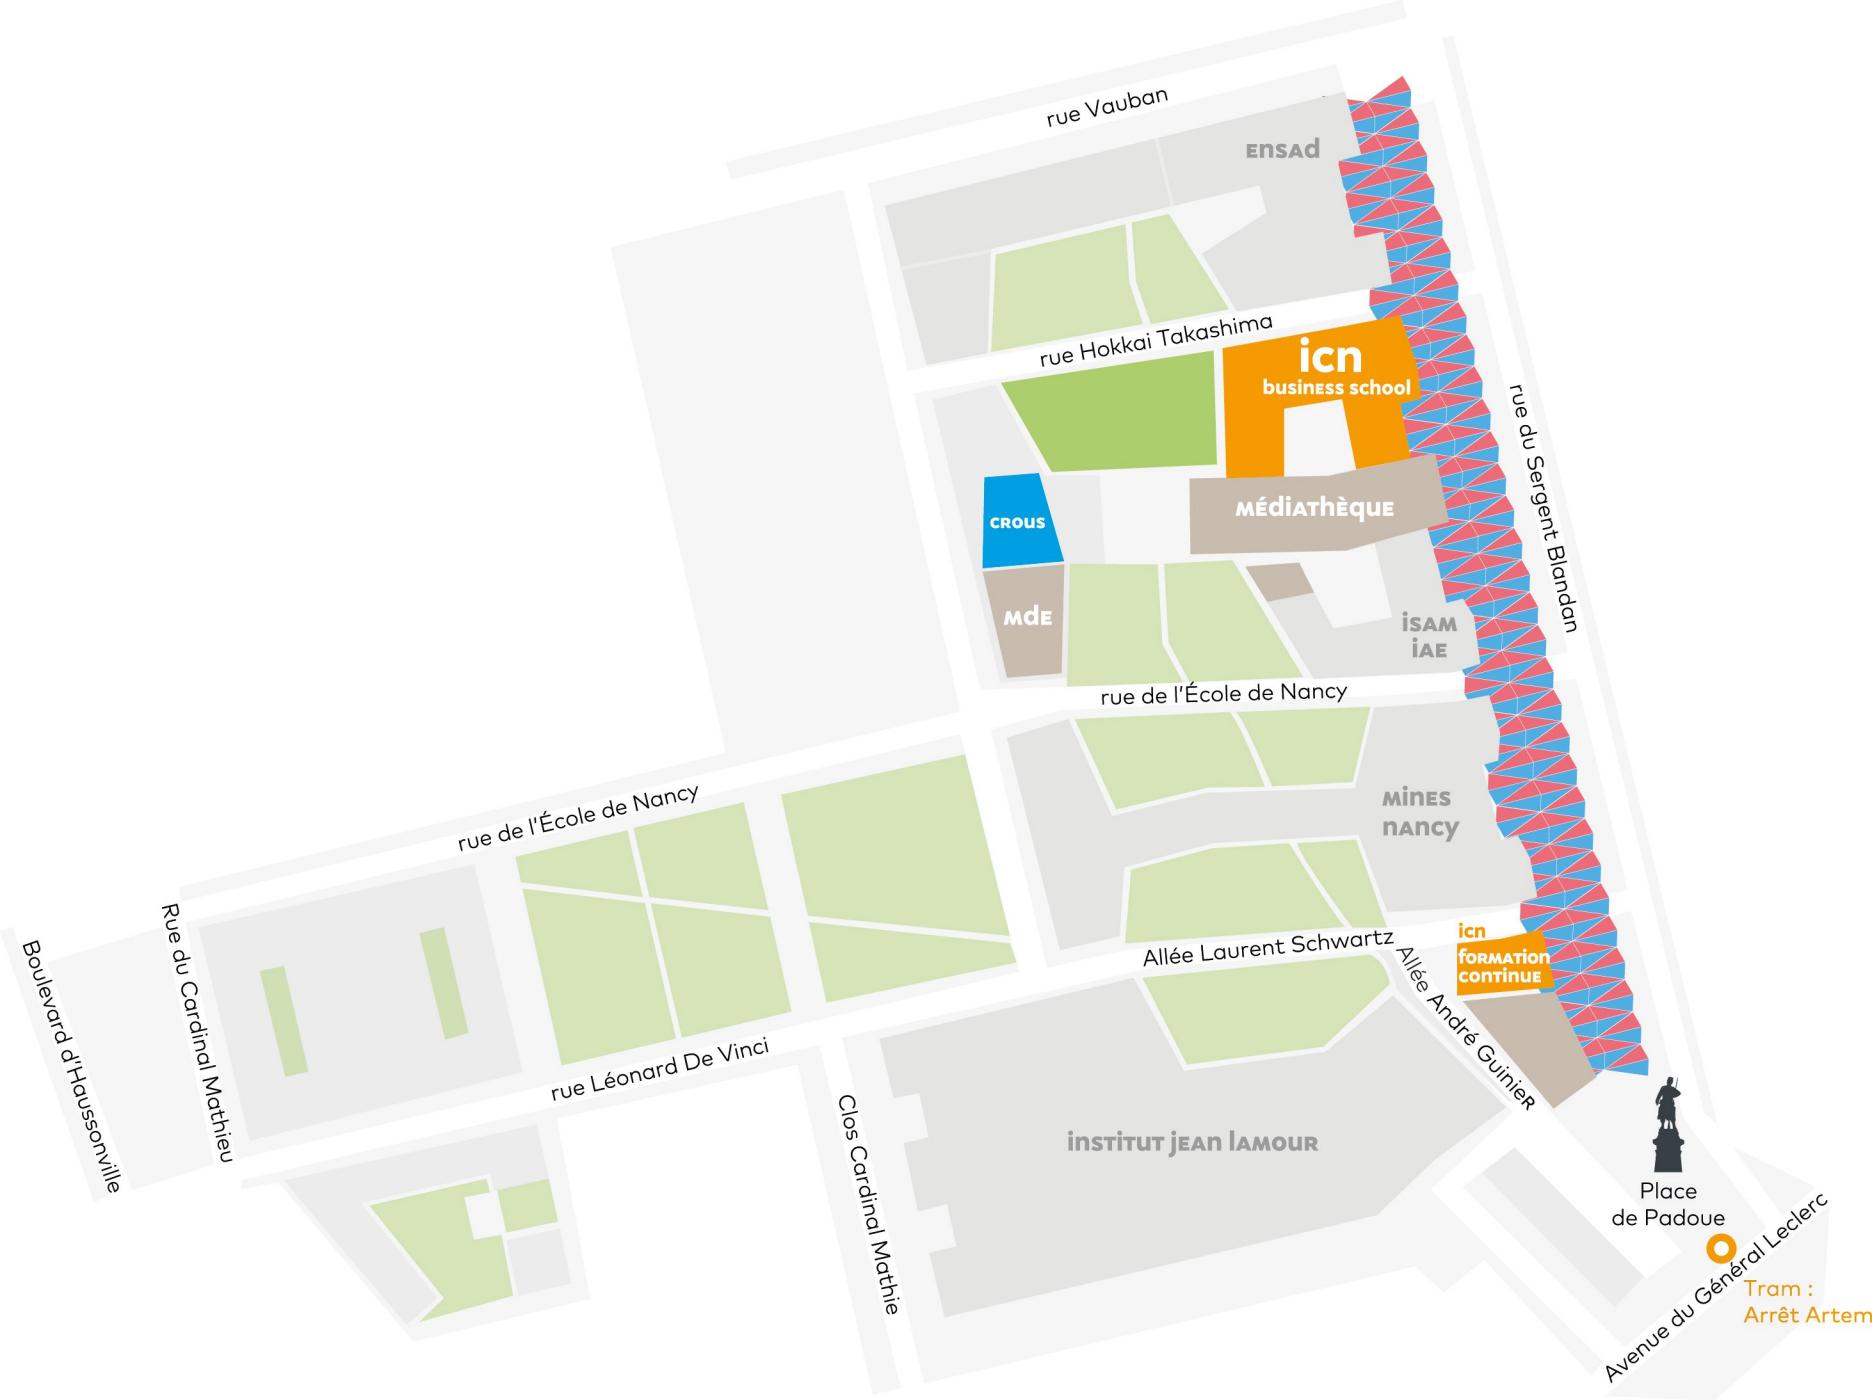 rue Vauban
ENSAd
rue Hokkai Takashima
icn
businESS school
rue du Sergent Blandan
MÉdiAThèquE
CROUS
MdE
iSAM
iAE
rue de l'École de Nancy
MinES
nAncy
rue de l'École de Nancy
icn
foRMATion
conTinuE
Allée Laurent Schwartz
Allée André GuinieR
Rue du Cardinal Mathieu
Boulevard d'Haussonville
rue Léonard De Vinci
Clos Cardinal Mathie
insTiTuT jEAn lAMOUR
Place
de Padoue
Avenue du Général Leclerc
Tram :
Arrêt Artem